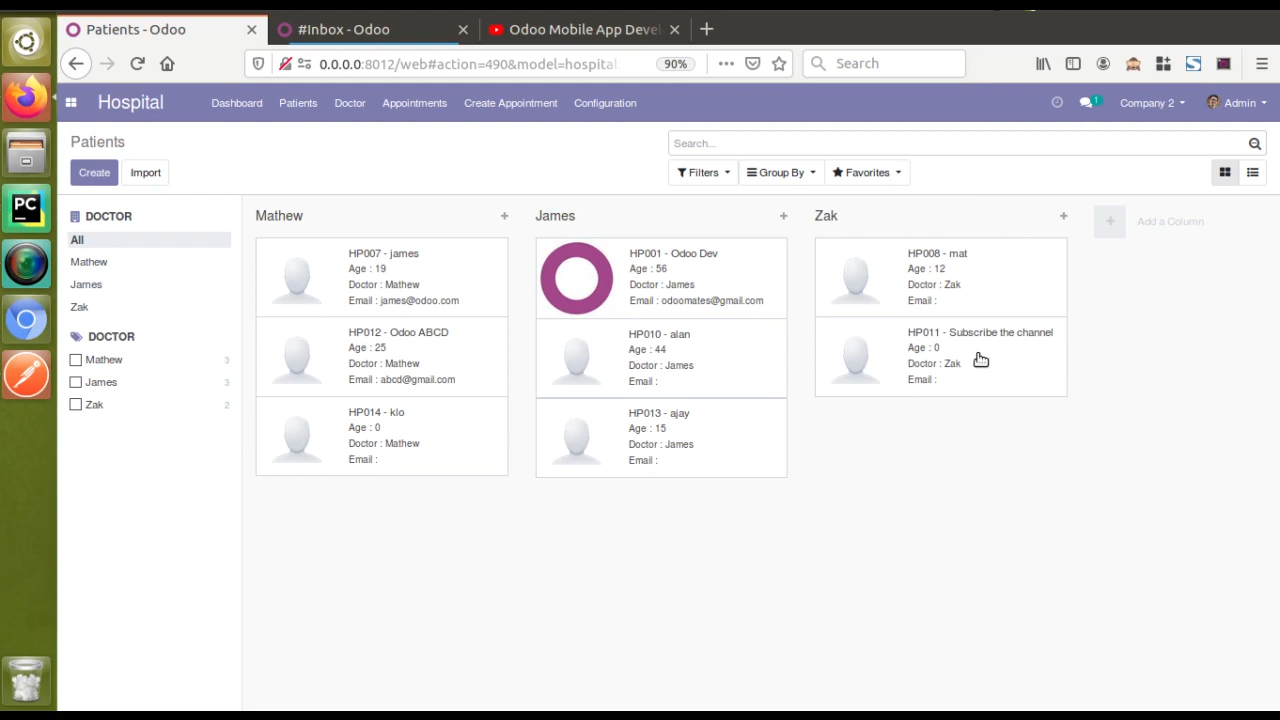 Patients - Odoo
#Inbox - Odoo
Odoo Mobile App Devel
0.0.0.0:8012/web#action=490&model=hospital.
90%
Search
Hospital
Dashboard
Patients
Doctor
Appointments
Create Appointment
Configuration
1
Company 2
Admin
Patients
Search...
Create
Import
Filters
Group By
Favorites
DOCTOR
All
Mathew
James
Zak
DOCTOR
Mathew 3
James 3
Zak 2
Mathew
HP007 - james
Age : 19
Doctor : Mathew
Email : james@odoo.com
HP012 - Odoo ABCD
Age : 25
Doctor : Mathew
Email : abcd@gmail.com
HP014 - klo
Age : 0
Doctor : Mathew
Email :
James
HP001 - Odoo Dev
Age : 56
Doctor : James
Email : odoomates@gmail.com
HP010 - alan
Age : 44
Doctor : James
Email :
HP013 - ajay
Age : 15
Doctor : James
Email :
Zak
HP008 - mat
Age : 12
Doctor : Zak
Email :
HP011 - Subscribe the channel
Age : 0
Doctor : Zak
Email :
Add a Column
PC